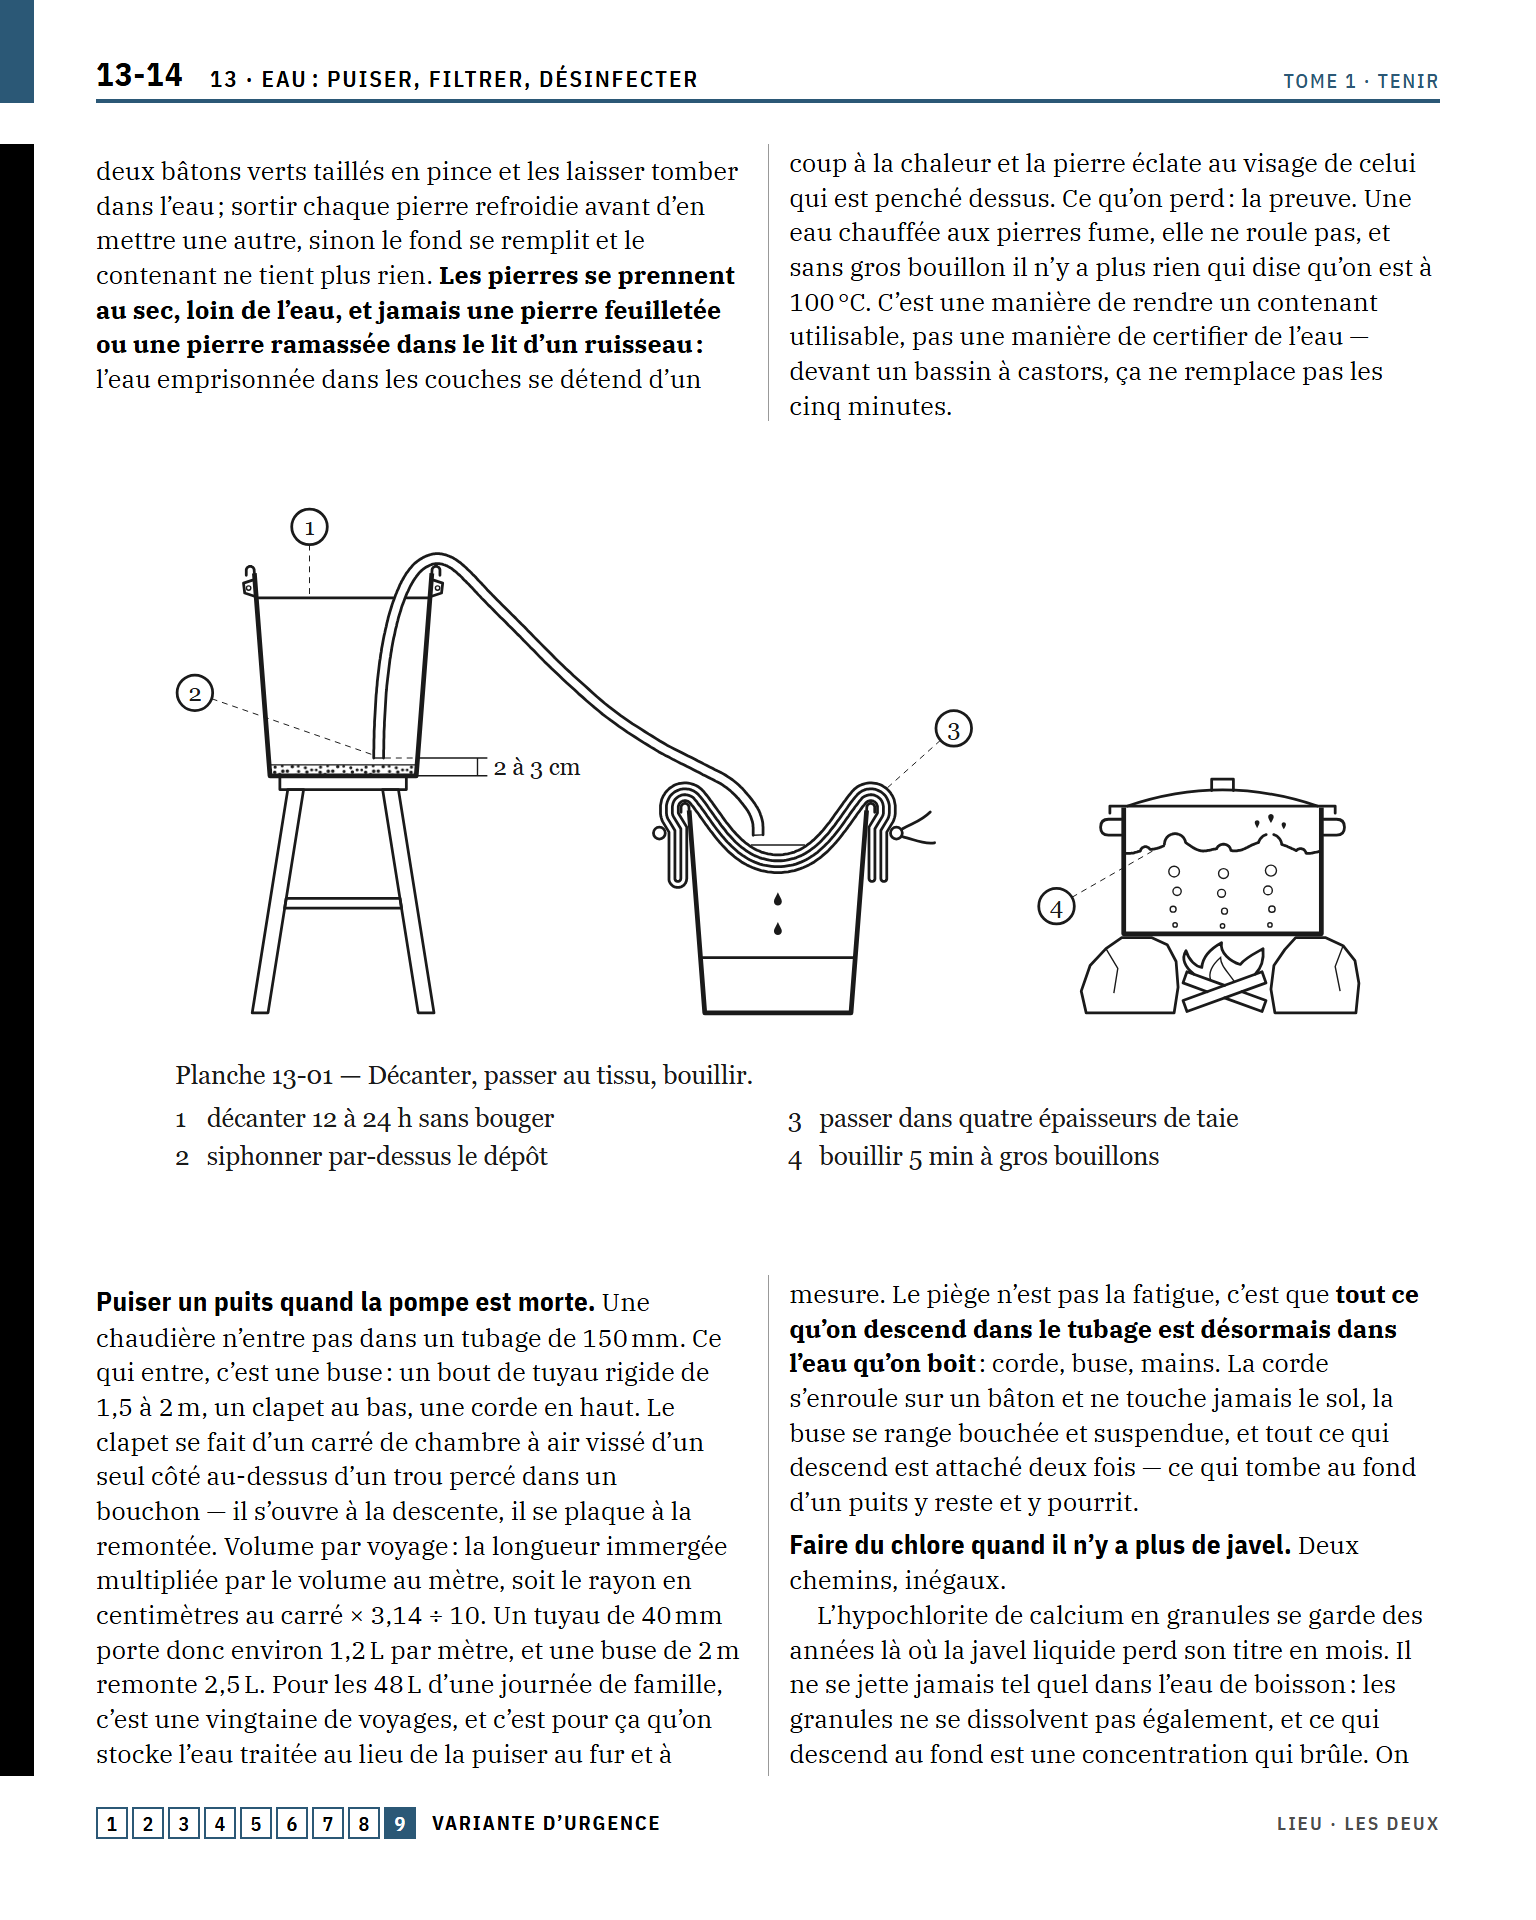 13-14 13 · EAU : PUISER, FILTRER, DÉSINFECTER
TOME 1 · TENIR
deux bâtons verts taillés en pince et les laisser tomber
dans l’eau ; sortir chaque pierre refroidie avant d’en
mettre une autre, sinon le fond se remplit et le
contenant ne tient plus rien. Les pierres se prennent
au sec, loin de l’eau, et jamais une pierre feuilletée
ou une pierre ramassée dans le lit d’un ruisseau :
l’eau emprisonnée dans les couches se détend d’un
coup à la chaleur et la pierre éclate au visage de celui
qui est penché dessus. Ce qu’on perd : la preuve. Une
eau chauffée aux pierres fume, elle ne roule pas, et
sans gros bouillon il n’y a plus rien qui dise qu’on est à
100 °C. C’est une manière de rendre un contenant
utilisable, pas une manière de certifier de l’eau —
devant un bassin à castors, ça ne remplace pas les
cinq minutes.
1
2
2 à 3 cm
3
4
Planche 13-01 — Décanter, passer au tissu, bouillir.
1 décanter 12 à 24 h sans bouger
2 siphonner par-dessus le dépôt
3 passer dans quatre épaisseurs de taie
4 bouillir 5 min à gros bouillons
Puiser un puits quand la pompe est morte. Une
chaudière n’entre pas dans un tubage de 150 mm. Ce
qui entre, c’est une buse : un bout de tuyau rigide de
1,5 à 2 m, un clapet au bas, une corde en haut. Le
clapet se fait d’un carré de chambre à air vissé d’un
seul côté au-dessus d’un trou percé dans un
bouchon — il s’ouvre à la descente, il se plaque à la
remontée. Volume par voyage : la longueur immergée
multipliée par le volume au mètre, soit le rayon en
centimètres au carré × 3,14 ÷ 10. Un tuyau de 40 mm
porte donc environ 1,2 L par mètre, et une buse de 2 m
remonte 2,5 L. Pour les 48 L d’une journée de famille,
c’est une vingtaine de voyages, et c’est pour ça qu’on
stocke l’eau traitée au lieu de la puiser au fur et à
mesure. Le piège n’est pas la fatigue, c’est que tout ce
qu’on descend dans le tubage est désormais dans
l’eau qu’on boit : corde, buse, mains. La corde
s’enroule sur un bâton et ne touche jamais le sol, la
buse se range bouchée et suspendue, et tout ce qui
descend est attaché deux fois — ce qui tombe au fond
d’un puits y reste et y pourrit.
Faire du chlore quand il n’y a plus de javel. Deux
chemins, inégaux.
L’hypochlorite de calcium en granules se garde des
années là où la javel liquide perd son titre en mois. Il
ne se jette jamais tel quel dans l’eau de boisson : les
granules ne se dissolvent pas également, et ce qui
descend au fond est une concentration qui brûle. On
1 2 3 4 5 6 7 8 9 VARIANTE D’URGENCE
LIEU · LES DEUX